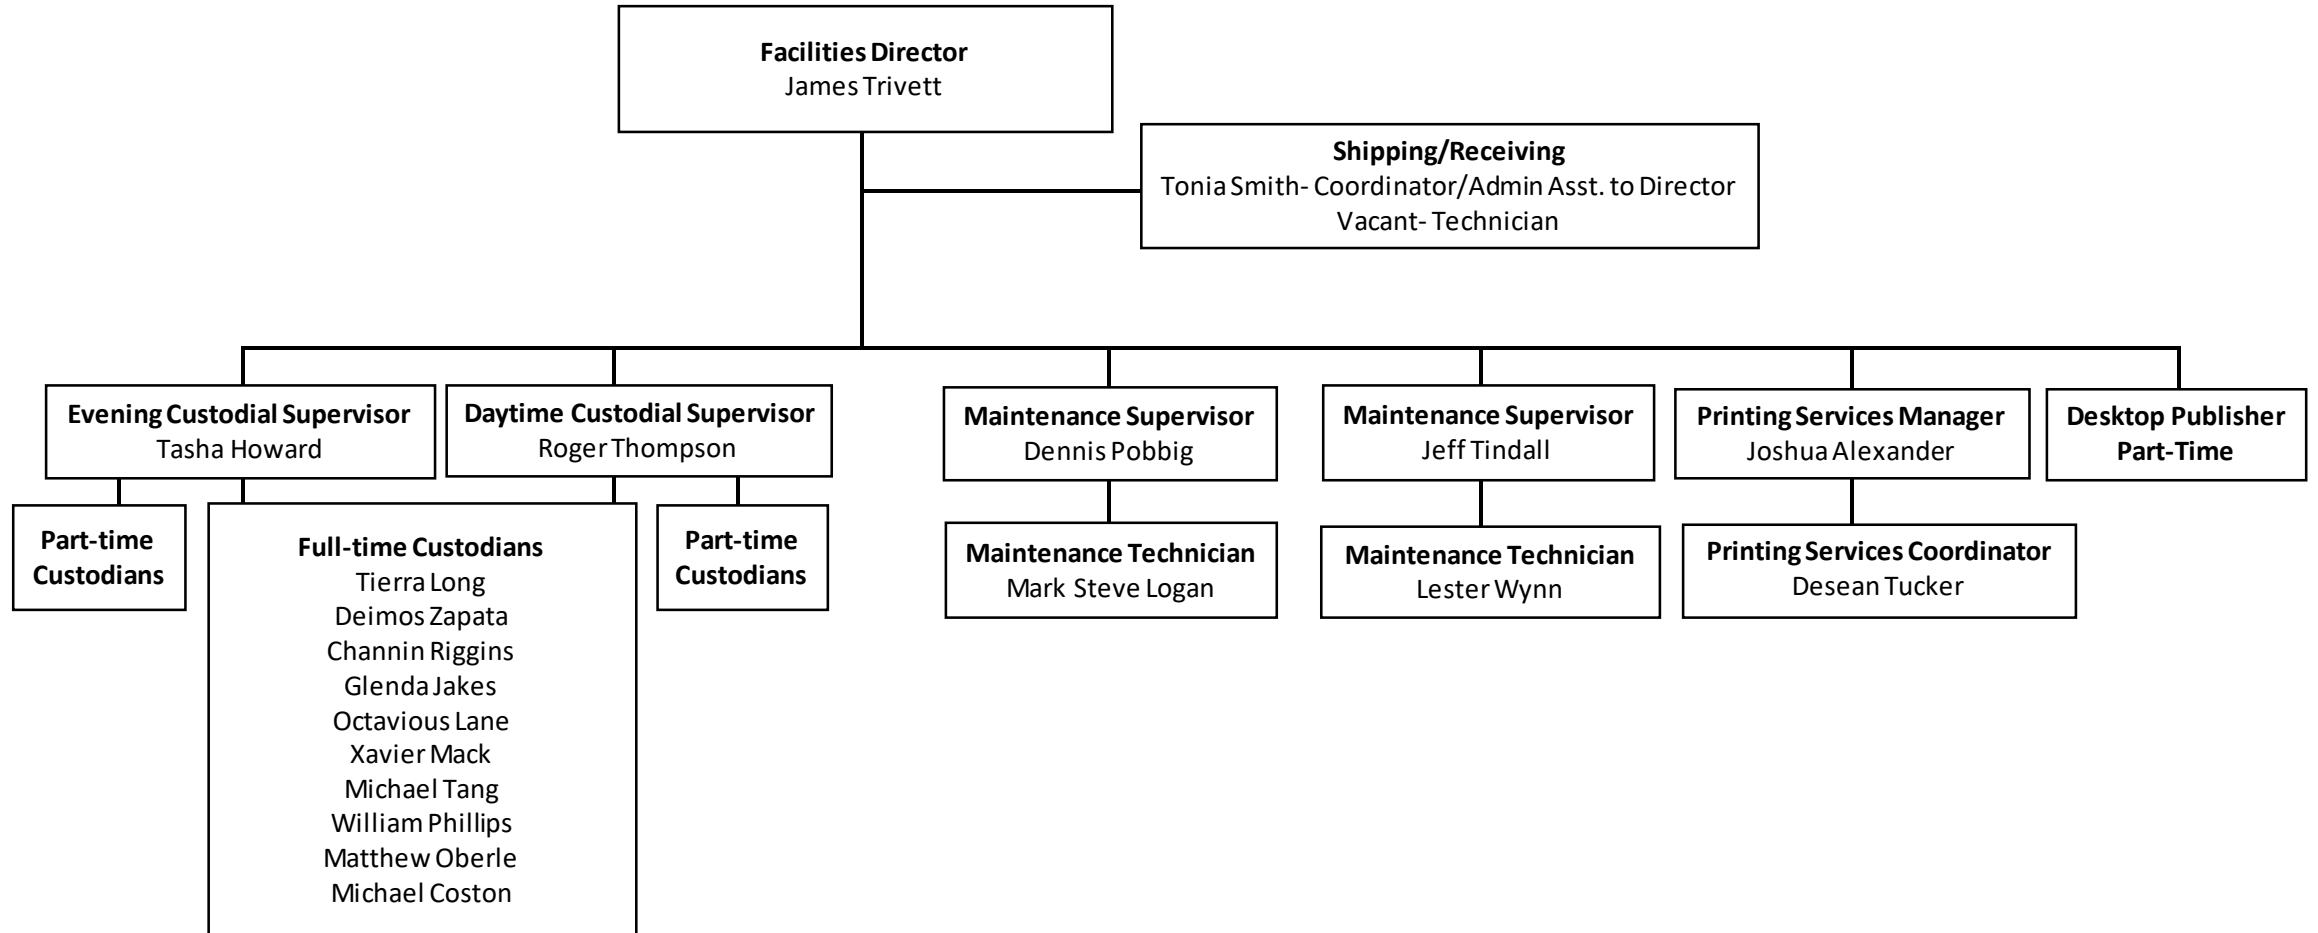 Facilities Director
James Trivett
Shipping/Receiving
Tonia Smith- Coordinator/Admin Asst. to Director
Vacant- Technician
Evening Custodial Supervisor
Tasha Howard
Daytime Custodial Supervisor
Roger Thompson
Maintenance Supervisor
Dennis Pobbig
Maintenance Supervisor
Jeff Tindall
Printing Services Manager
Joshua Alexander
Desktop Publisher
Part-Time
Part-time
Custodians
Full-time Custodians
Tierra Long
Deimos Zapata
Channin Riggins
Glenda Jakes
Octavious Lane
Xavier Mack
Michael Tang
William Phillips
Matthew Oberle
Michael Coston
Part-time
Custodians
Maintenance Technician
Mark Steve Logan
Maintenance Technician
Lester Wynn
Printing Services Coordinator
Desean Tucker